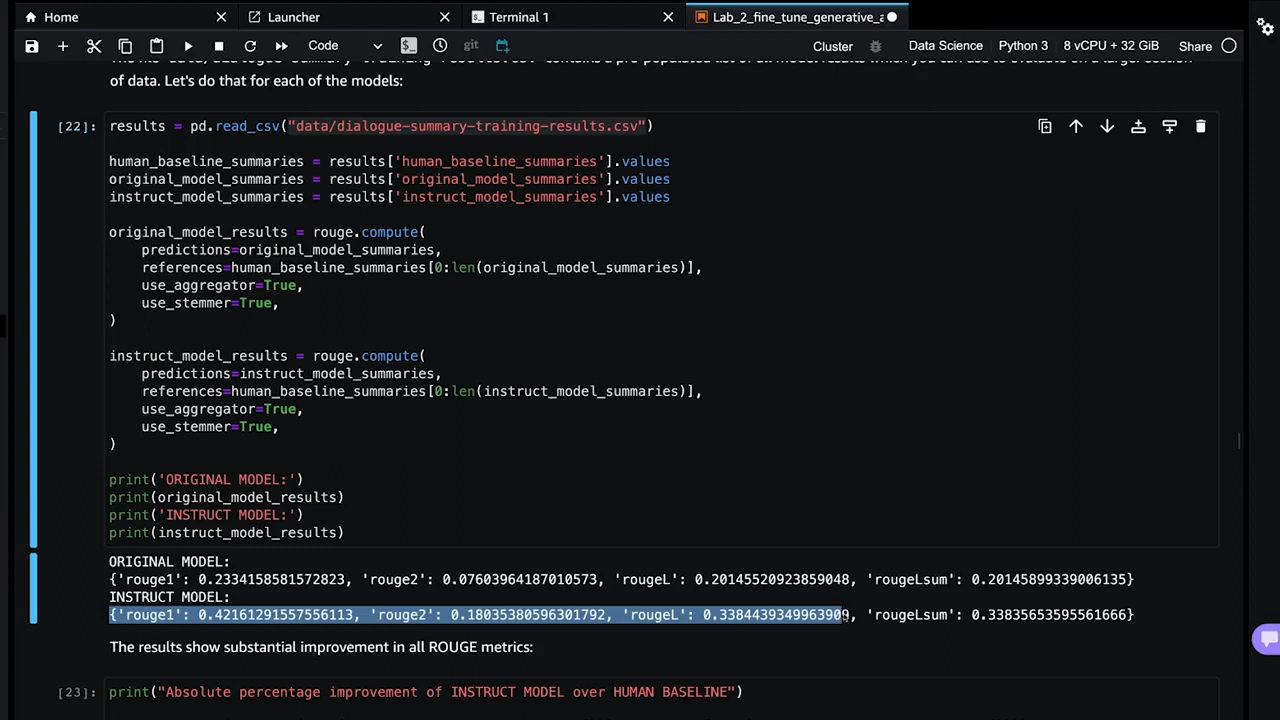 Home
Launcher
Terminal 1
Lab_2_fine_tune_generative_a
Code
git
Cluster
Data Science
Python 3
8 vCPU + 32 GiB
Share
of data. Let's do that for each of the models:
[22]:
results = pd.read_csv("data/dialogue-summary-training-results.csv")
human_baseline_summaries = results['human_baseline_summaries'].values
original_model_summaries = results['original_model_summaries'].values
instruct_model_summaries = results['instruct_model_summaries'].values
original_model_results = rouge.compute(
predictions=original_model_summaries,
references=human_baseline_summaries[0:len(original_model_summaries)],
use_aggregator=True,
use_stemmer=True,
)
instruct_model_results = rouge.compute(
predictions=instruct_model_summaries,
references=human_baseline_summaries[0:len(instruct_model_summaries)],
use_aggregator=True,
use_stemmer=True,
)
print('ORIGINAL MODEL:')
print(original_model_results)
print('INSTRUCT MODEL:')
print(instruct_model_results)
ORIGINAL MODEL:
{'rouge1': 0.2334158581572823, 'rouge2': 0.07603964187010573, 'rougeL': 0.20145520923859048, 'rougeLsum': 0.20145899339006135}
INSTRUCT MODEL:
{'rouge1': 0.42161291557556113, 'rouge2': 0.18035380596301792, 'rougeL': 0.3384439349963909, 'rougeLsum': 0.33835653595561666}
The results show substantial improvement in all ROUGE metrics:
[23]:
print("Absolute percentage improvement of INSTRUCT MODEL over HUMAN BASELINE")